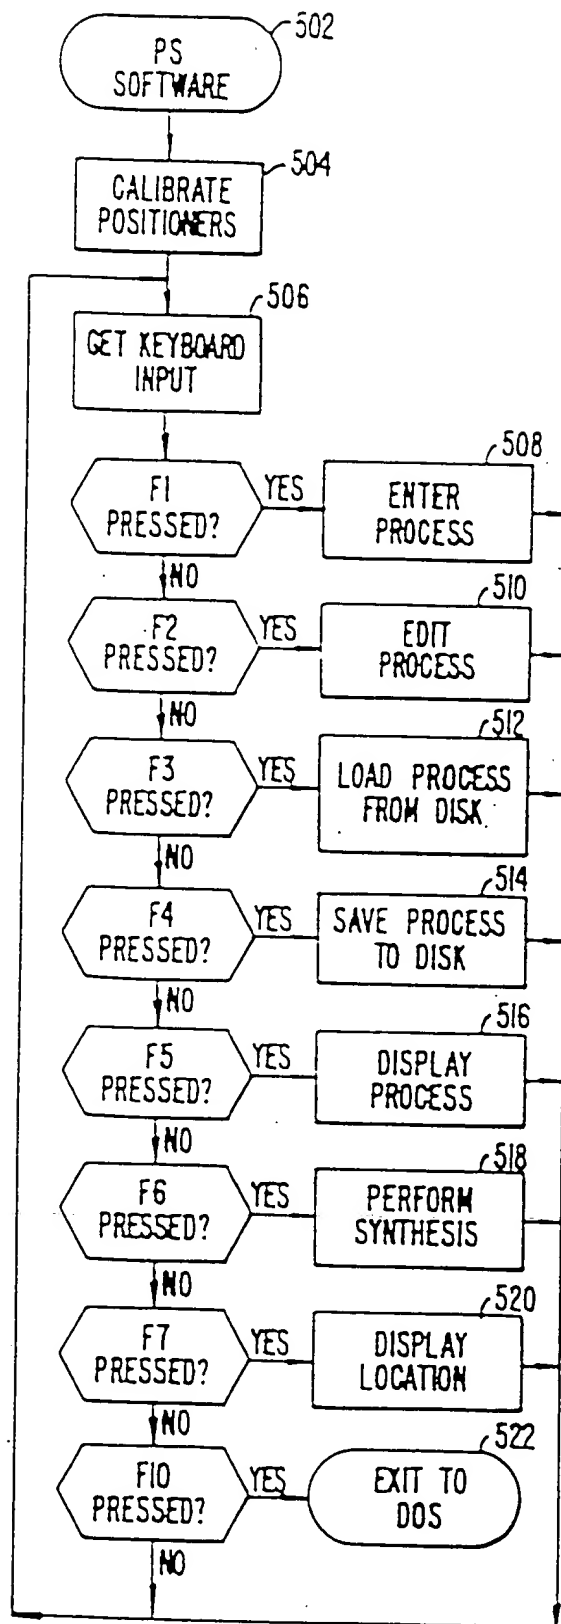 502
PS
SOFTWARE
504
CALIBRATE
POSITIONERS
506
GET KEYBOARD
INPUT
508
F1
PRESSED?
YES
ENTER
PROCESS
NO
510
F2
PRESSED?
YES
EDIT
PROCESS
NO
512
F3
PRESSED?
YES
LOAD PROCESS
FROM DISK
NO
514
F4
PRESSED?
YES
SAVE PROCESS
TO DISK
NO
516
F5
PRESSED?
YES
DISPLAY
PROCESS
NO
518
F6
PRESSED?
YES
PERFORM
SYNTHESIS
NO
520
F7
PRESSED?
YES
DISPLAY
LOCATION
NO
522
F10
PRESSED?
YES
EXIT TO
DOS
NO